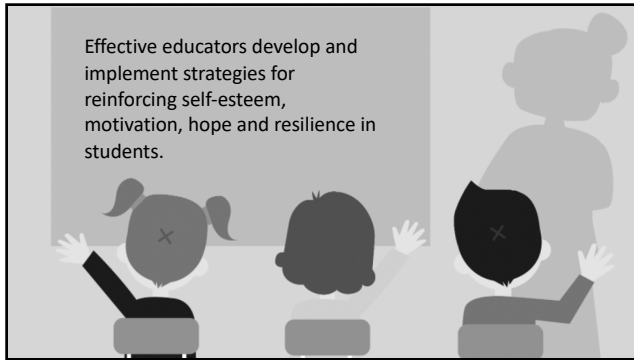 Effective educators develop and
implement strategies for
reinforcing self-esteem,
motivation, hope and resilience in
students.